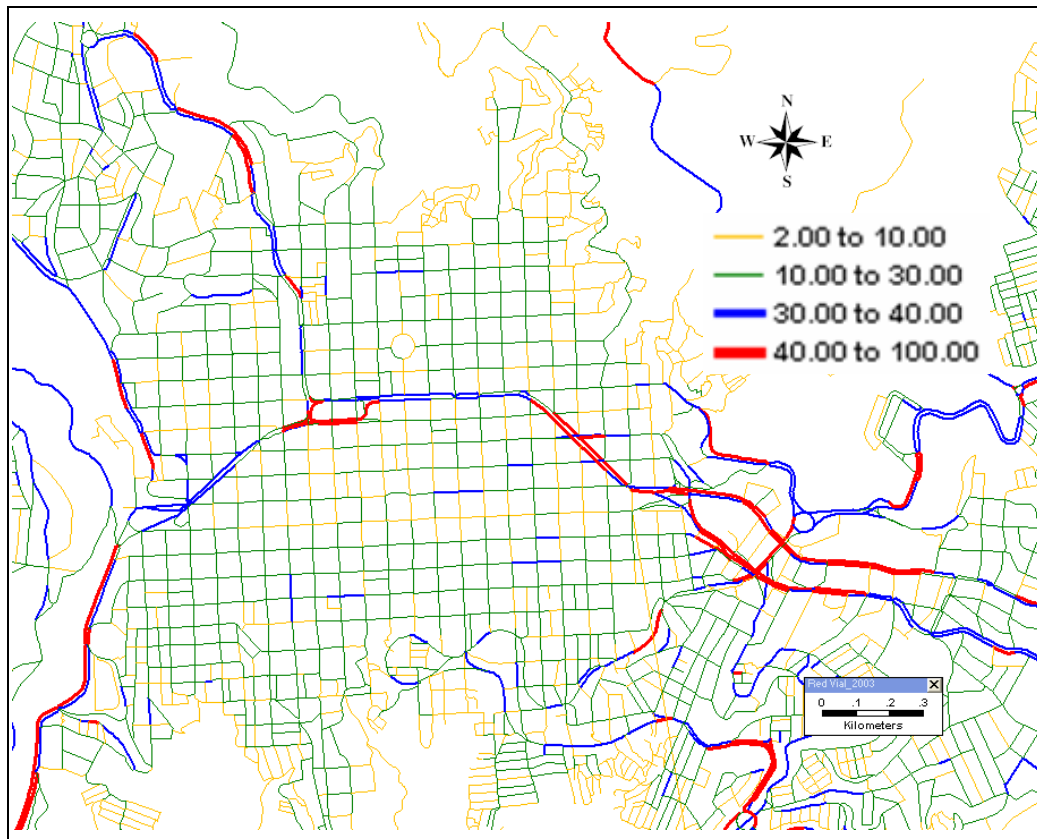 N
W E
S
2.00 to 10.00
10.00 to 30.00
30.00 to 40.00
40.00 to 100.00
Red Vial_2003
0 .1 .2 .3
Kilometers